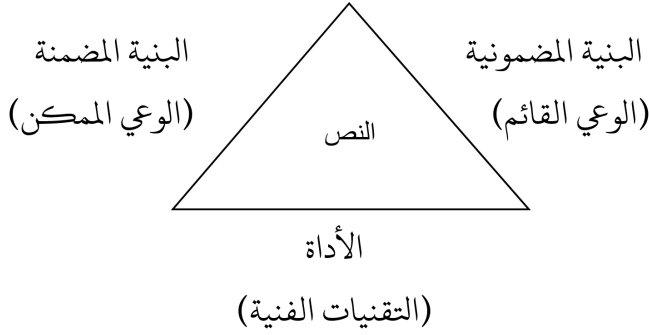 البنية المضمونية
(الوعي القائم)
البنية المضمنة
(الوعي الممكن)
النص
الأداة
(التقنيات الفنية)